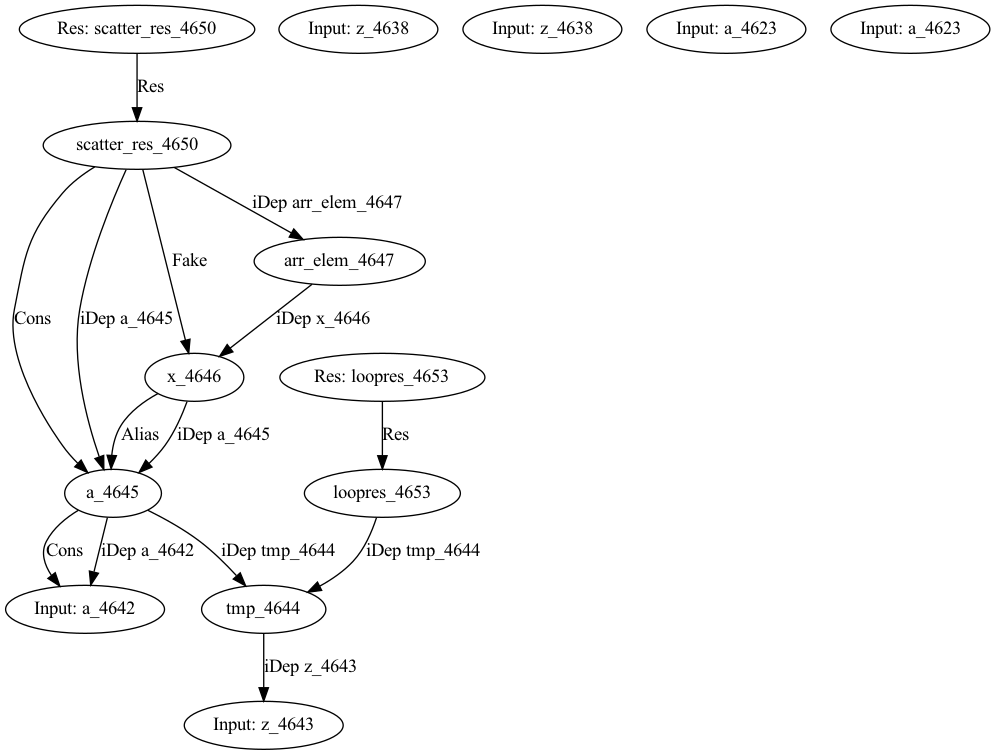 Res: scatter_res_4650
Input: z_4638
Input: z_4638
Input: a_4623
Input: a_4623
Res
scatter_res_4650
iDep arr_elem_4647
Fake
arr_elem_4647
Cons
iDep a_4645
iDep x_4646
x_4646
Res: loopres_4653
Alias
iDep a_4645
Res
a_4645
loopres_4653
Cons
iDep a_4642
iDep tmp_4644
iDep tmp_4644
Input: a_4642
tmp_4644
iDep z_4643
Input: z_4643